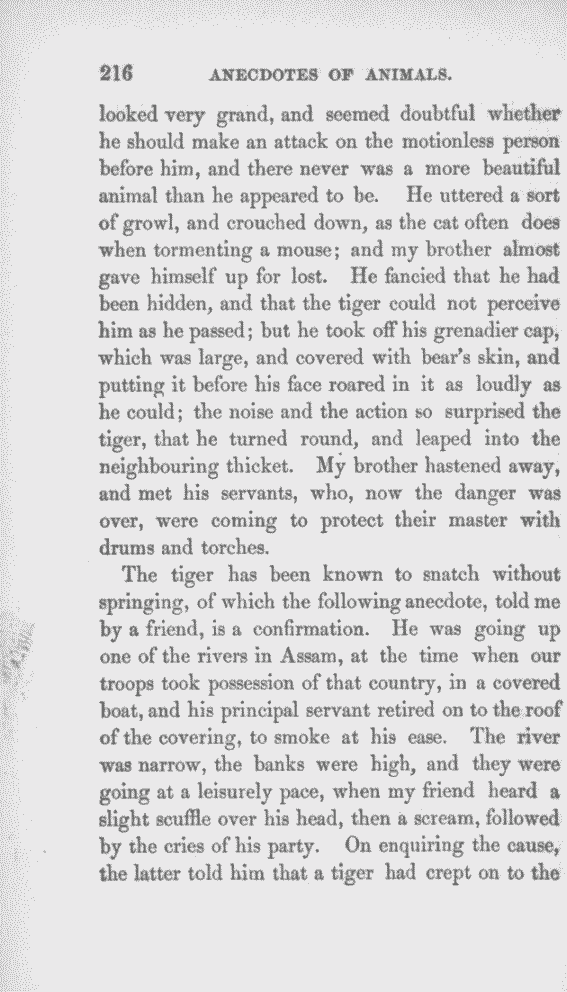 216 ANECDOTES OF ANIMALS.
looked very grand, and seemed doubtful whether
he should make an attack on the motionless person
before him, and there never was a more beautiful
animal than he appeared to be. He uttered a sort
of growl, and crouched down, as the cat often does
when tormenting a mouse; and my brother almost
gave himself up for lost. He fancied that he had
been hidden, and that the tiger could not perceive
him as he passed; but he took off his grenadier cap,
which was large, and covered with bear's skin, and
putting it before his face roared in it as loudly as
he could; the noise and the action so surprised the
tiger, that he turned round, and leaped into the
neighbouring thicket. My brother hastened away,
and met his servants, who, now the danger was
over, were coming to protect their master with
drums and torches.
The tiger has been known to snatch without
springing, of which the following anecdote, told me
by a friend, is a confirmation. He was going up
one of the rivers in Assam, at the time when our
troops took possession of that country, in a covered
boat, and his principal servant retired on to the roof
of the covering, to smoke at his ease. The river
was narrow, the banks were high, and they were
going at a leisurely pace, when my friend heard a
slight scuffle over his head, then a scream, followed
by the cries of his party. On enquiring the cause,
the latter told him that a tiger had crept on to the